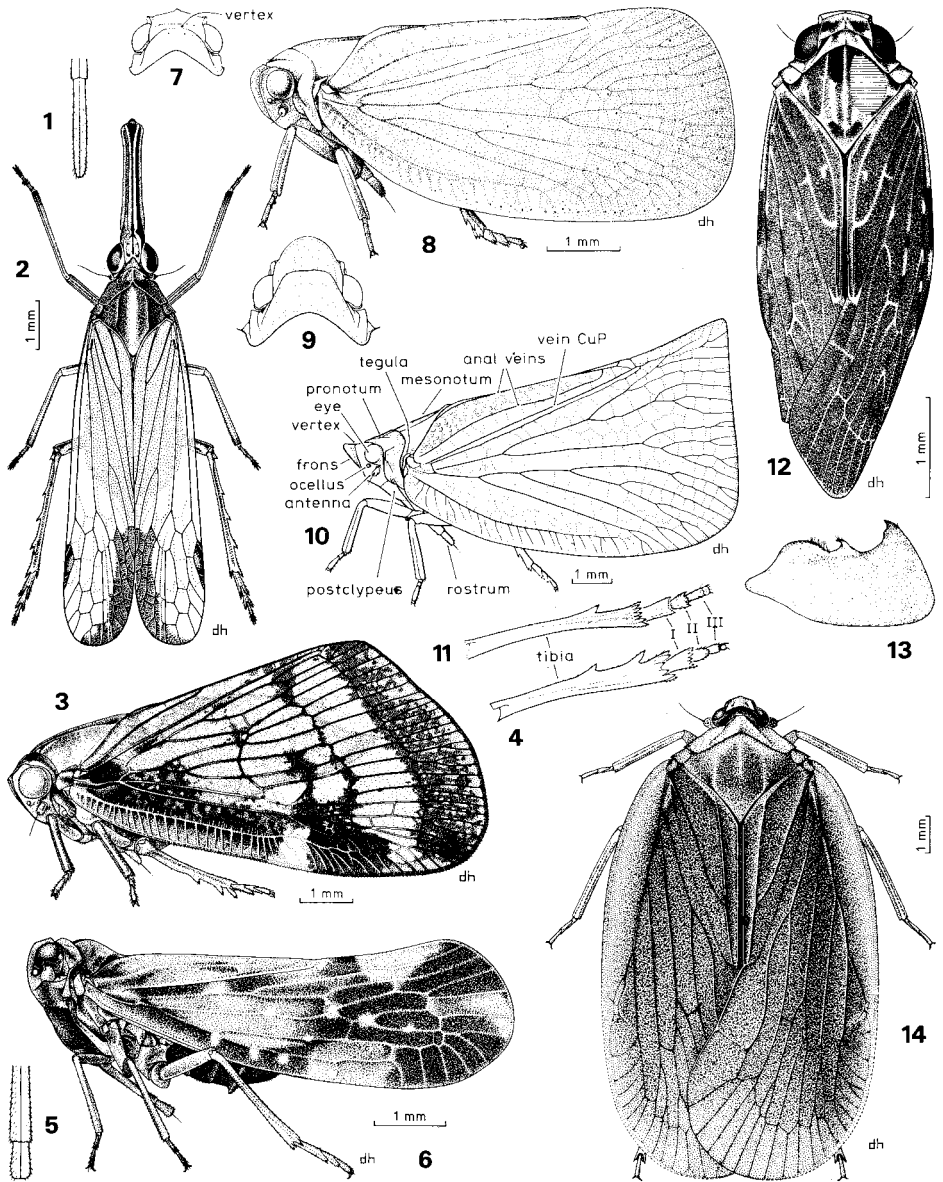 vertex
7
1
2
1 mm
8
dh
1 mm
9
12
dh
1 mm
tegula
pronotum
eye
vertex
frons
ocellus
antenna
mesonotum
anal veins
vein CuP
10
postclypeus
rostrum
1 mm
dh
dh
13
11
tibia
I
II
III
4
3
dh
1 mm
14
1 mm
dh
5
6
1 mm
dh